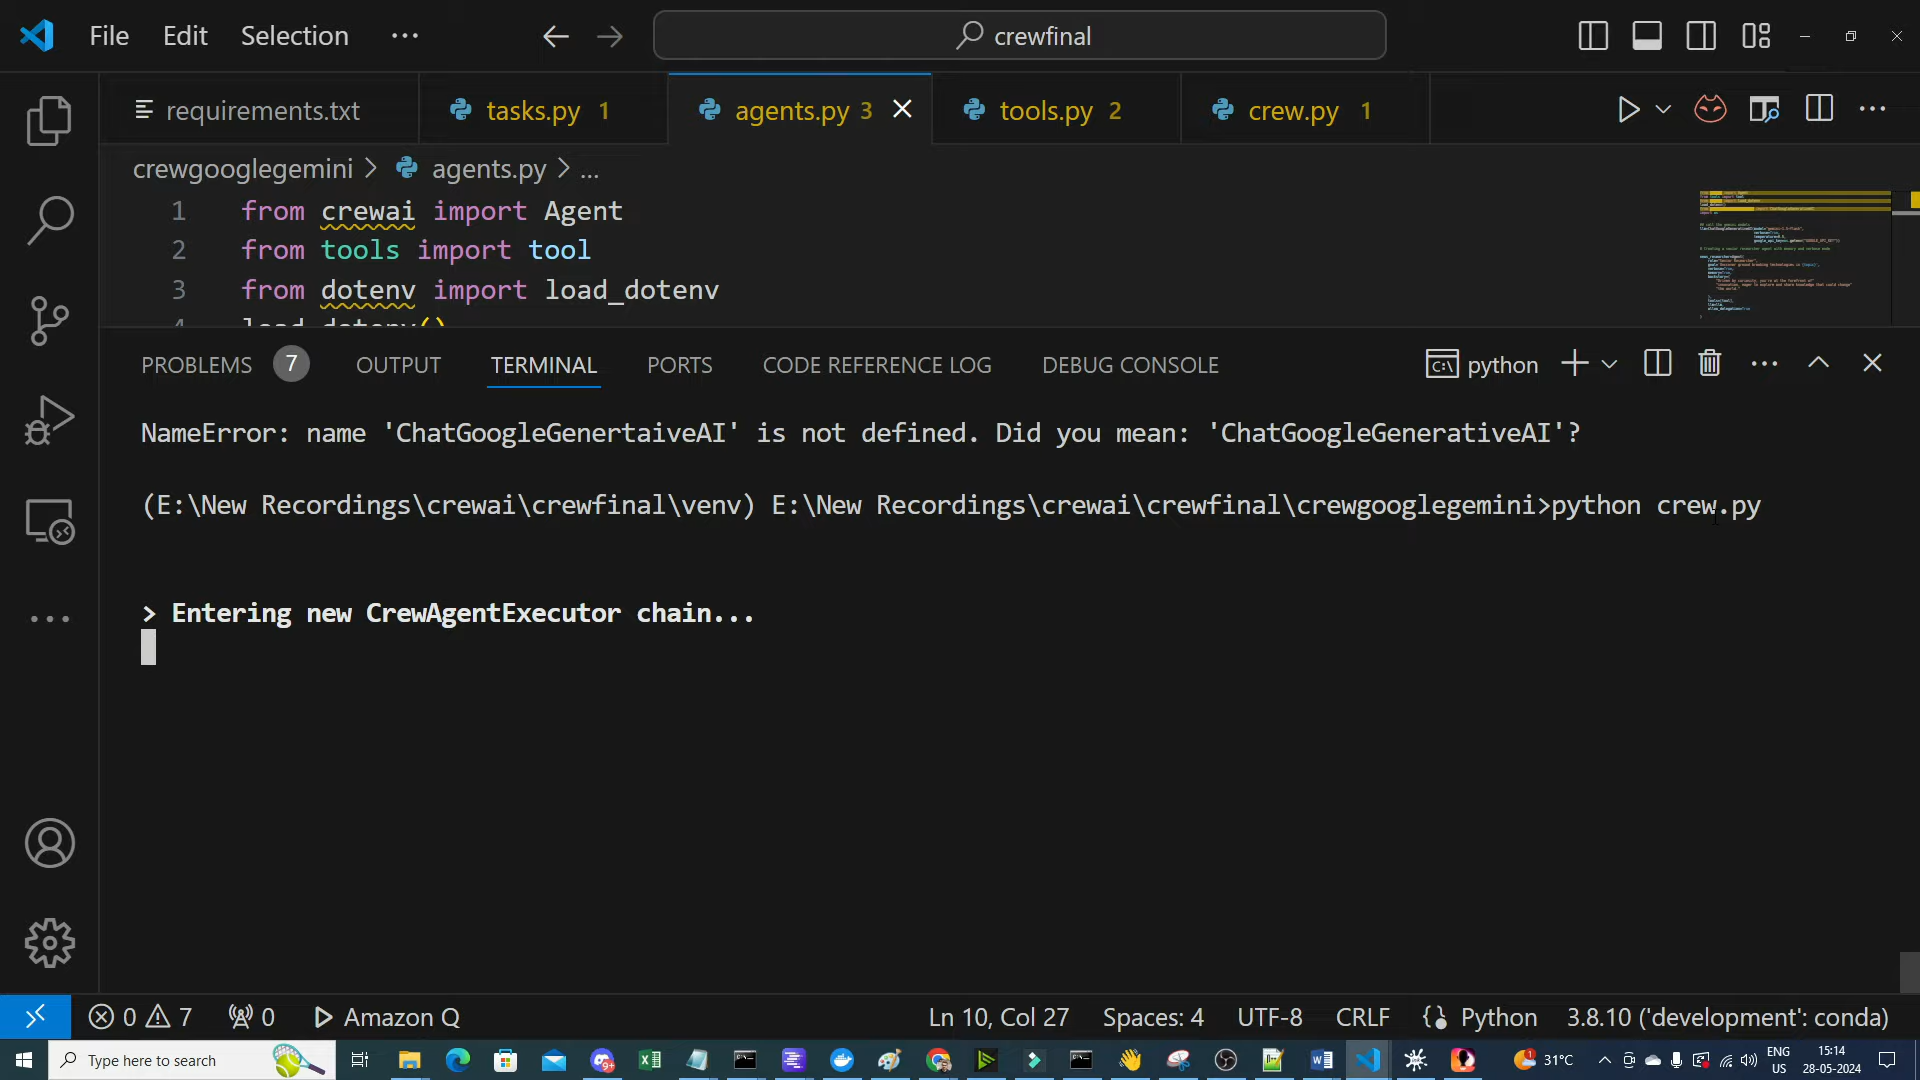 File Edit Selection ··· crewfinal
requirements.txt tasks.py 1 agents.py 3 tools.py 2 crew.py 1
crewgooglegemini > agents.py > ...
1 from crewai import Agent
2 from tools import tool
3 from dotenv import load_dotenv
4 load_dotenv()
PROBLEMS 7 OUTPUT TERMINAL PORTS CODE REFERENCE LOG DEBUG CONSOLE python
NameError: name 'ChatGoogleGenertaiveAI' is not defined. Did you mean: 'ChatGoogleGenerativeAI'?
(E:\New Recordings\crewai\crewfinal\venv) E:\New Recordings\crewai\crewfinal\crewgooglegemini>python crew.py
> Entering new CrewAgentExecutor chain...
0 7 0 Amazon Q Ln 10, Col 27 Spaces: 4 UTF-8 CRLF Python 3.8.10 ('development': conda)
Type here to search 31°C ENG US 15:14 28-05-2024